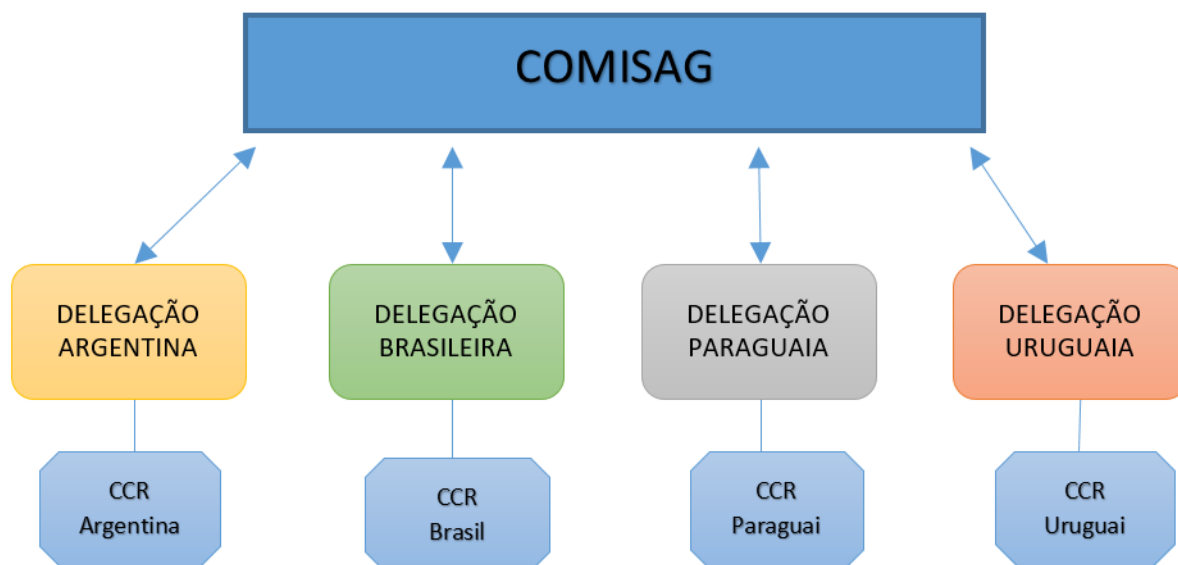 COMISAG
DELEGAÇÃO
ARGENTINA
DELEGAÇÃO
BRASILEIRA
DELEGAÇÃO
PARAGUAIA
DELEGAÇÃO
URUGUAIA
CCR
Argentina
CCR
Brasil
CCR
Paraguai
CCR
Uruguai